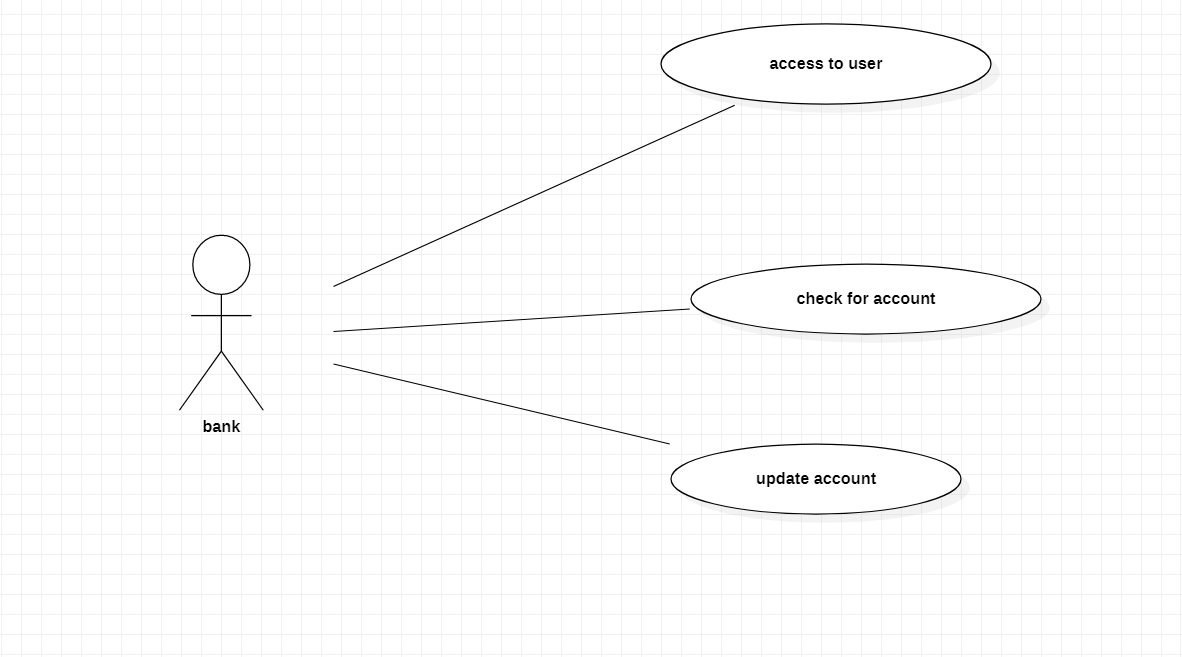 access to user
check for account
bank
update account